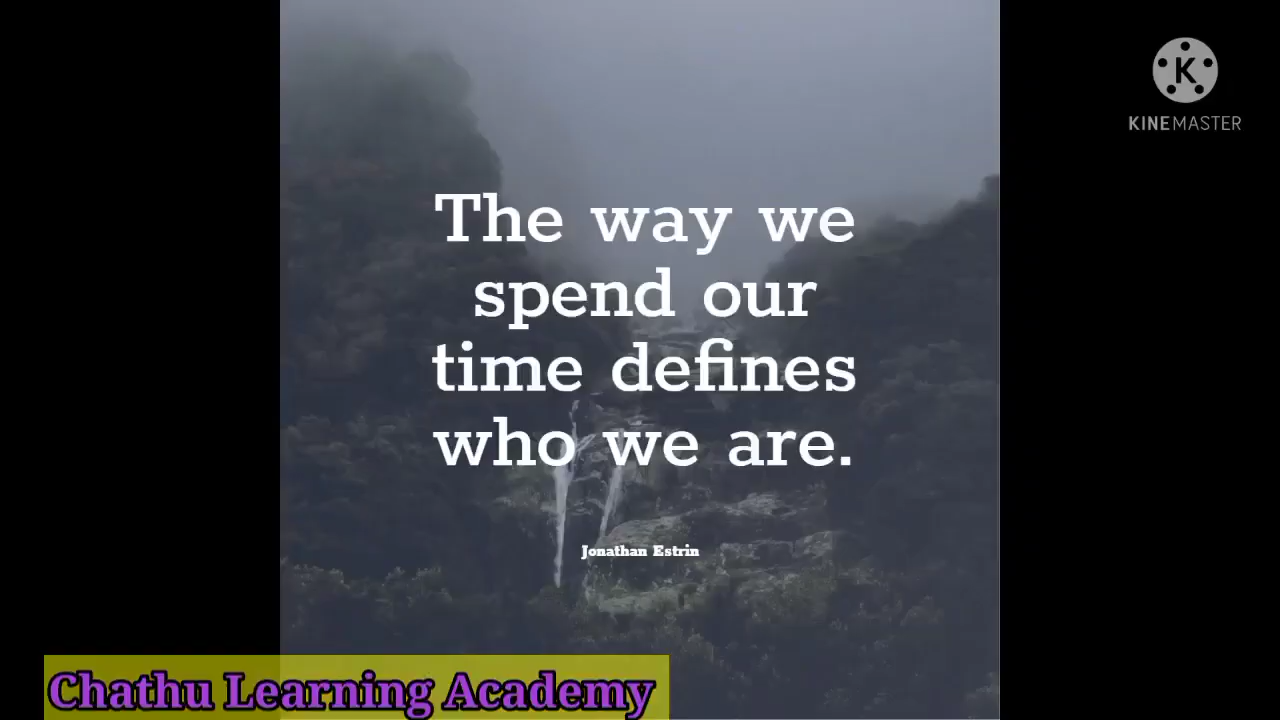 K
KINEMASTER
The way we
spend our
time defines
who we are.
Jonathan Estrin
Chathu Learning Academy